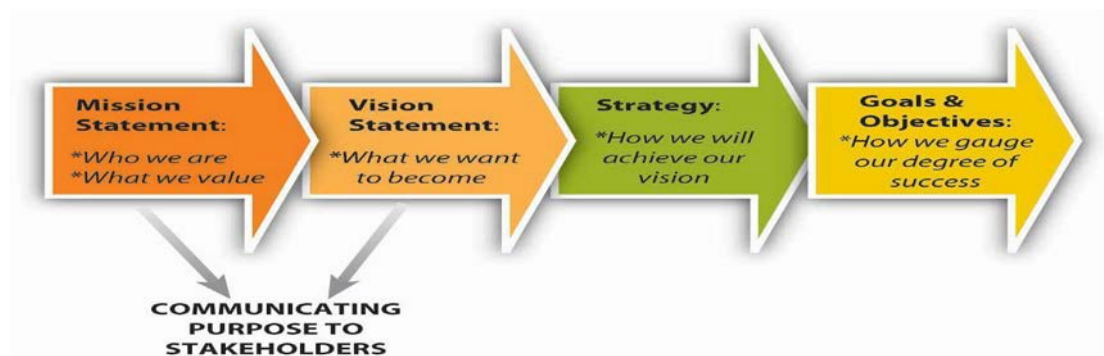 Mission
Statement:
*Who we are
*What we value
Vision
Statement:
*What we want
to become
Strategy:
*How we will
achieve our
vision
Goals &
Objectives:
*How we gauge
our degree of
success
COMMUNICATING
PURPOSE TO
STAKEHOLDERS